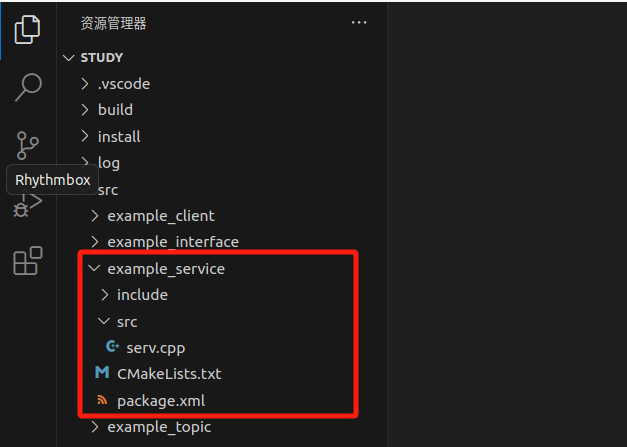 资源管理器 ···
STUDY
.vscode
build
install
log
Rhythmbox
src
example_client
example_interface
example_service
include
src
serv.cpp
CMakeLists.txt
package.xml
example_topic